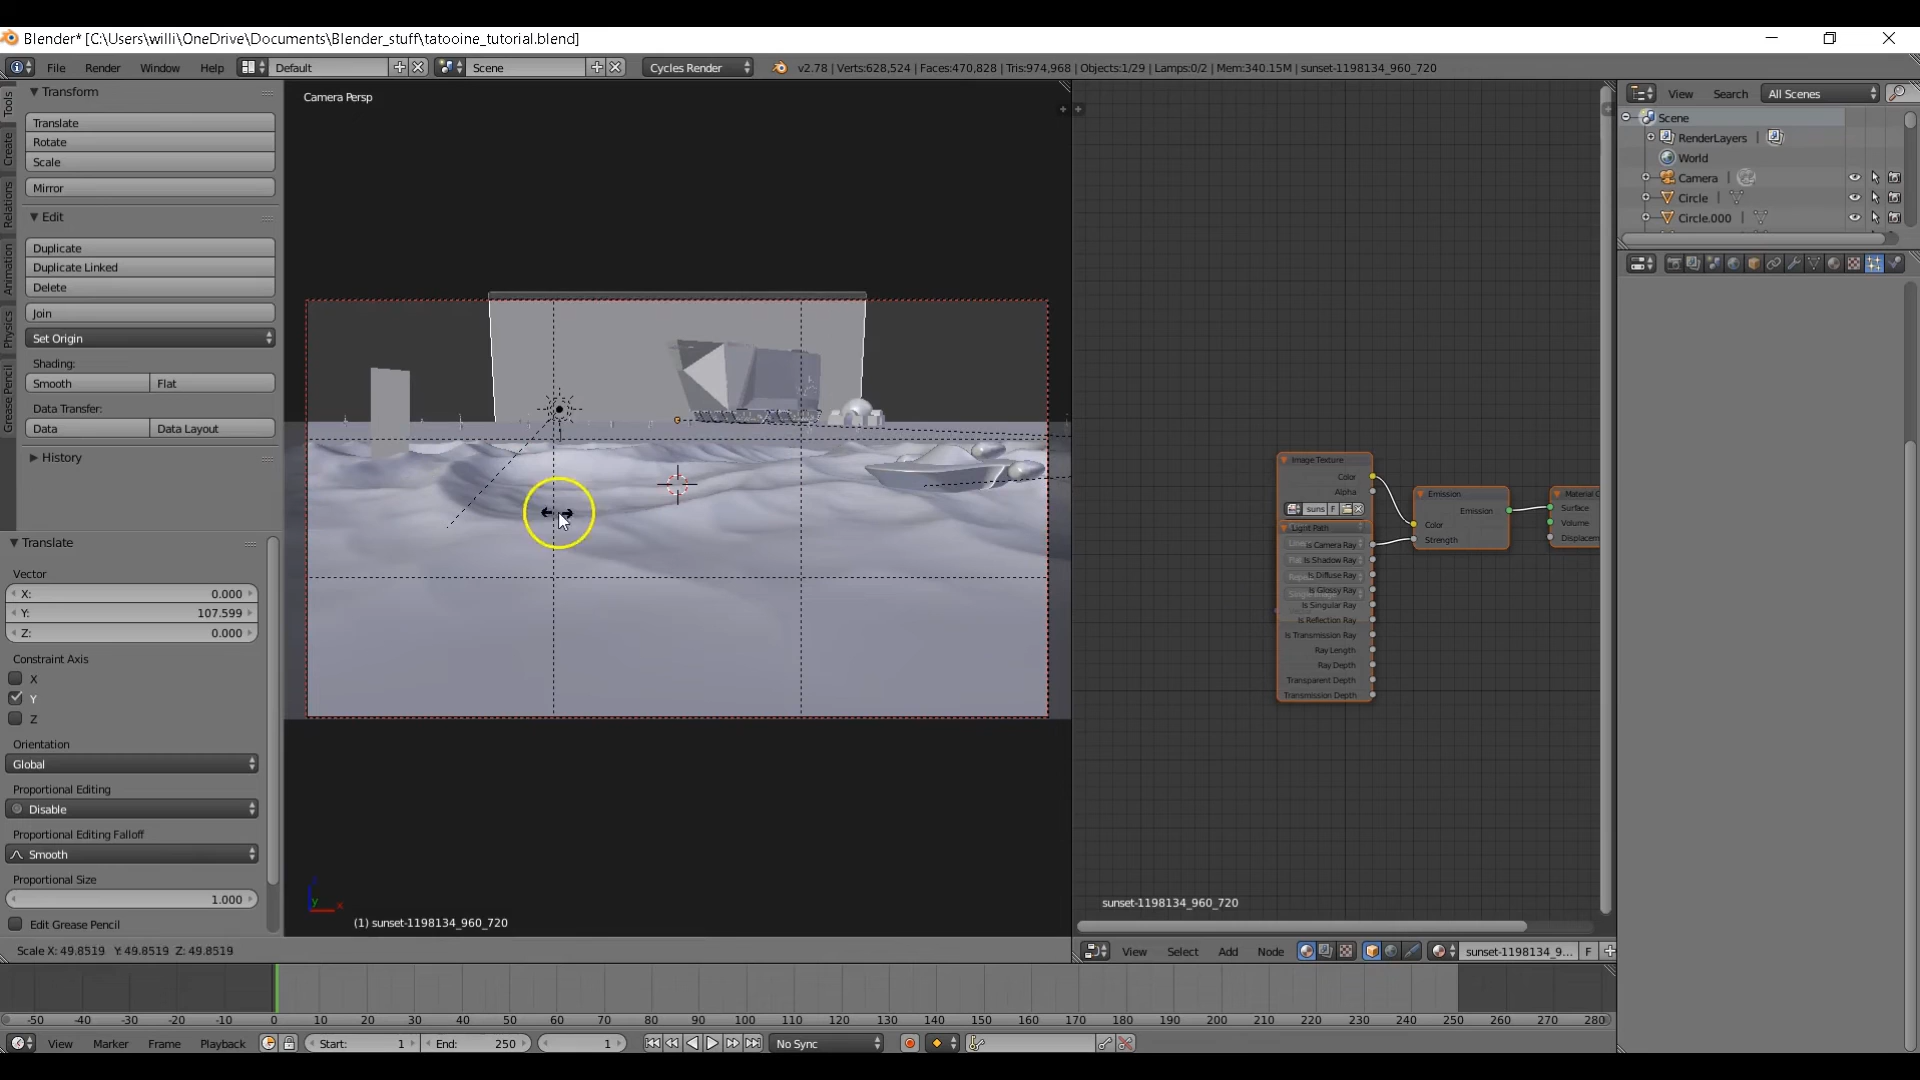 Blender* [C:\Users\willi\OneDrive\Documents\Blender_stuff\tatooine_tutorial.blend]
File Render Window Help Default Scene Cycles Render v2.78 | Verts:628,524 | Faces:470,828 | Tris:974,968 | Objects:1/29 | Lamps:0/2 | Mem:340.15M | sunset-1198134_960_720
Tools
Create
Relations
Animation
Physics
Grease Pencil
Transform
Translate
Rotate
Scale
Mirror
Edit
Duplicate
Duplicate Linked
Delete
Join
Set Origin
Shading:
Smooth Flat
Data Transfer:
Data Data Layout
History
Translate
Vector
X: 0.000
Y: 107.599
Z: 0.000
Constraint Axis
X
Y
Z
Orientation
Global
Proportional Editing
Disable
Proportional Editing Falloff
Smooth
Proportional Size
1.000
Edit Grease Pencil
Camera Persp
y x
(1) sunset-1198134_960_720
Scale X: 49.8519 Y: 49.8519 Z: 49.8519
Image Texture
Color
Alpha
suns F
Light Path
Is Camera Ray
Is Shadow Ray
Is Diffuse Ray
Is Glossy Ray
Is Singular Ray
Is Reflection Ray
Is Transmission Ray
Ray Length
Ray Depth
Transparent Depth
Transmission Depth
Emission
Emission
Color
Strength
Material O
Surface
Volume
Displacem
sunset-1198134_960_720
View Select Add Node sunset-1198134_9... F
View Search All Scenes
Scene
RenderLayers
World
Camera
Circle
Circle.000
-50 -40 -30 -20 -10 0 10 20 30 40 50 60 70 80 90 100 110 120 130 140 150 160 170 180 190 200 210 220 230 240 250 260 270 280
View Marker Frame Playback Start: 1 End: 250 1 No Sync